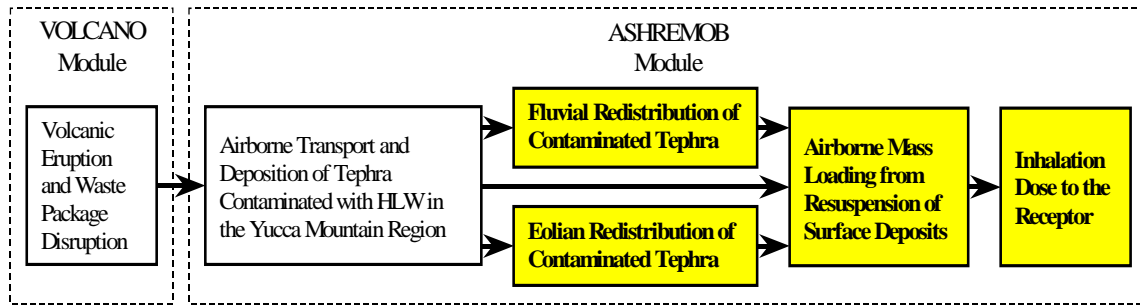 VOLCANO
Module
ASHREMOB
Module
Volcanic
Eruption
and Waste
Package
Disruption
Airborne Transport and
Deposition of Tephra
Contaminated with HLW in
the Yucca Mountain Region
Fluvial Redistribution of
Contaminated Tephra
Eolian Redistribution of
Contaminated Tephra
Airborne Mass
Loading from
Resuspension of
Surface Deposits
Inhalation
Dose to the
Receptor